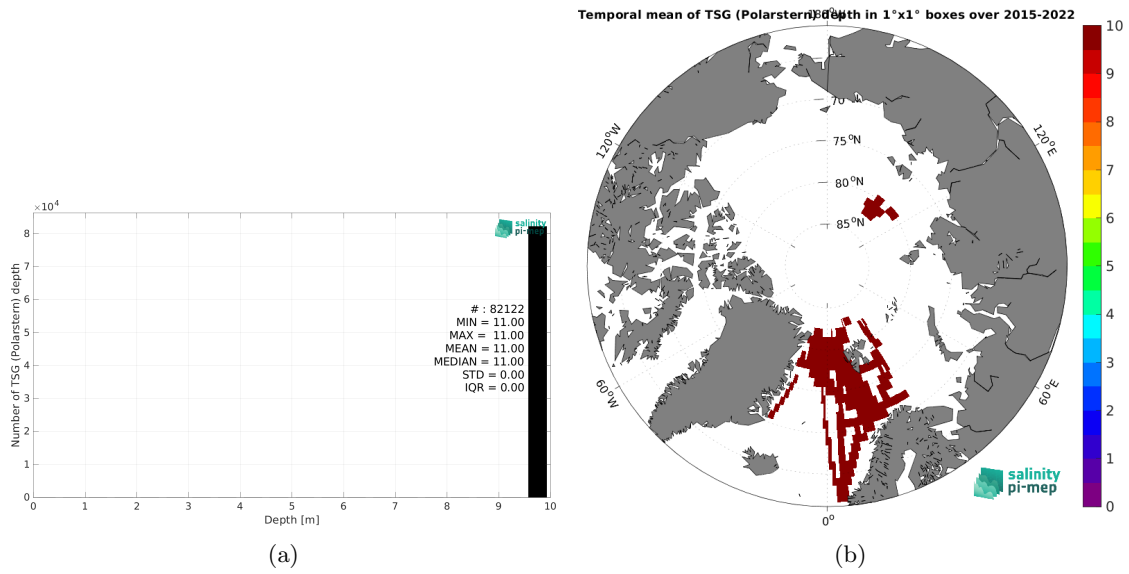 Temporal mean of TSG (Polarstern) depth in 1°x1° boxes over 2015-2022
180°
×10⁴
8
7
6
5
4
3
2
1
0
Number of TSG (Polarstern) depth
salinity
pi-mep
# : 82122
MIN = 11.00
MAX = 11.00
MEAN = 11.00
MEDIAN = 11.00
STD = 0.00
IQR = 0.00
0 1 2 3 4 5 6 7 8 9 10
Depth [m]
(a)
120°W
120°E
70°N
75°N
80°N
85°N
60°W
60°E
0°
salinity
pi-mep
10
9
8
7
6
5
4
3
2
1
0
(b)